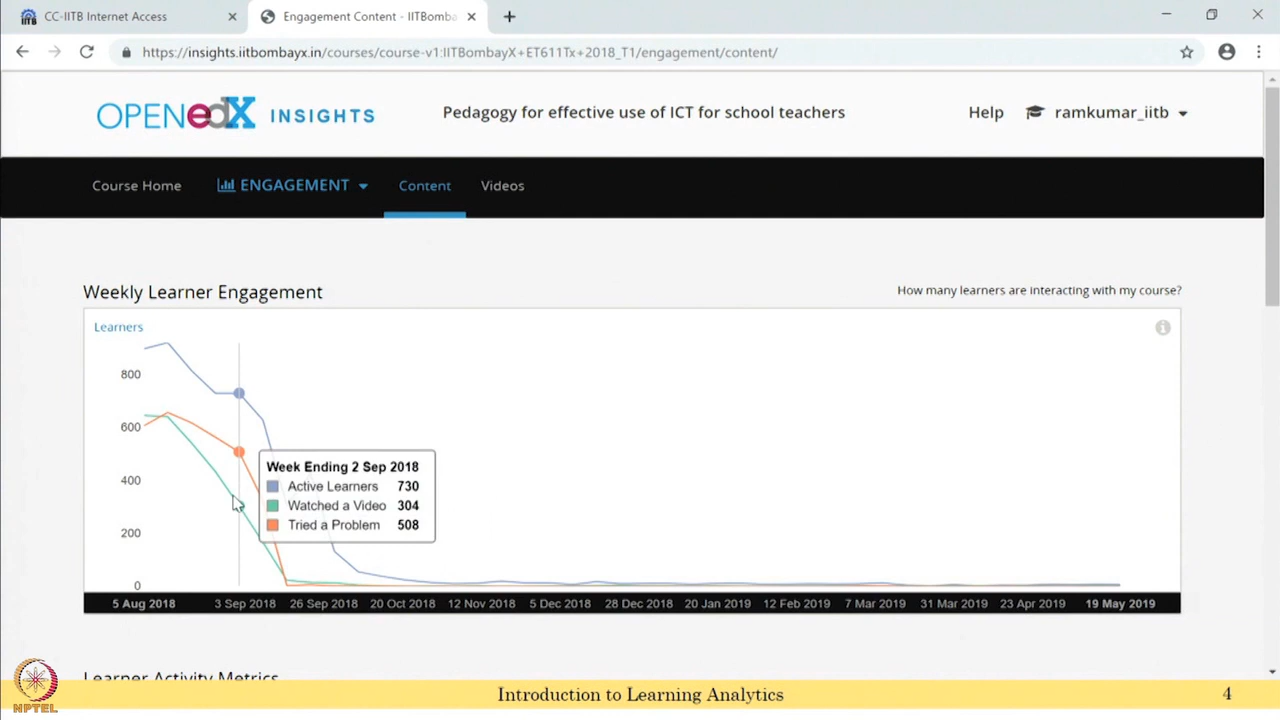 IITB
CC-IITB Internet Access
Engagement Content - IITBomba
https://insights.iitbombayx.in/courses/course-v1:IITBombayX+ET611Tx+2018_T1/engagement/content/
OPENedX INSIGHTS
Pedagogy for effective use of ICT for school teachers
Help
ramkumar_iitb
Course Home
ENGAGEMENT
Content
Videos
Weekly Learner Engagement
How many learners are interacting with my course?
Learners
800
600
400
200
0
Week Ending 2 Sep 2018
Active Learners 730
Watched a Video 304
Tried a Problem 508
5 Aug 2018 3 Sep 2018 26 Sep 2018 20 Oct 2018 12 Nov 2018 5 Dec 2018 28 Dec 2018 20 Jan 2019 12 Feb 2019 7 Mar 2019 31 Mar 2019 23 Apr 2019 19 May 2019
Learner Activity Metrics
NPTEL
Introduction to Learning Analytics
4